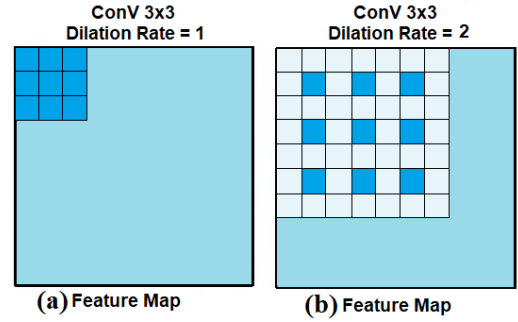 ConV 3x3
Dilation Rate = 1
ConV 3x3
Dilation Rate = 2
(a) Feature Map
(b) Feature Map